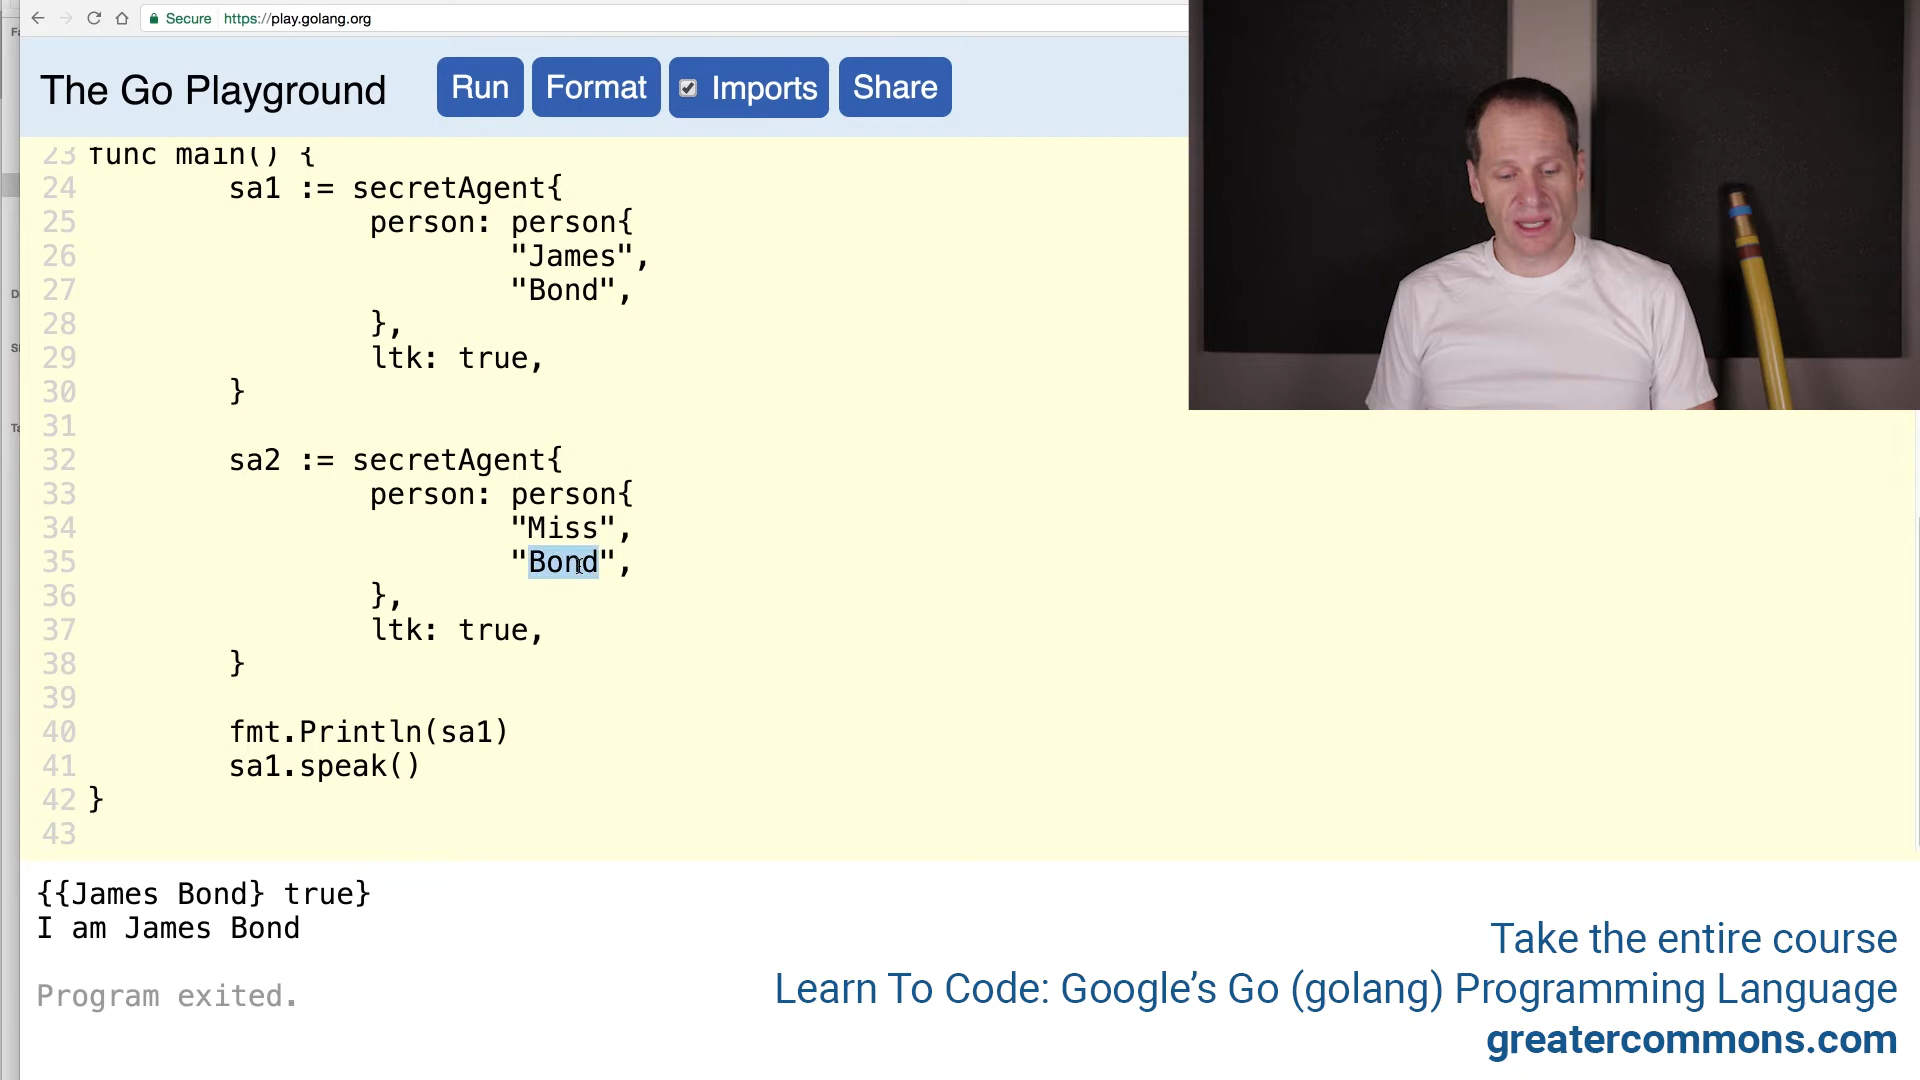 Secure https://play.golang.org
The Go Playground Run Format Imports Share
23 func main() {
24 sa1 := secretAgent{
25 person: person{
26 "James",
27 "Bond",
28 },
29 ltk: true,
30 }
31
32 sa2 := secretAgent{
33 person: person{
34 "Miss",
35 "Bond",
36 },
37 ltk: true,
38 }
39
40 fmt.Println(sa1)
41 sa1.speak()
42 }
43
{{James Bond} true}
I am James Bond
Program exited.
Take the entire course
Learn To Code: Google’s Go (golang) Programming Language
greatercommons.com